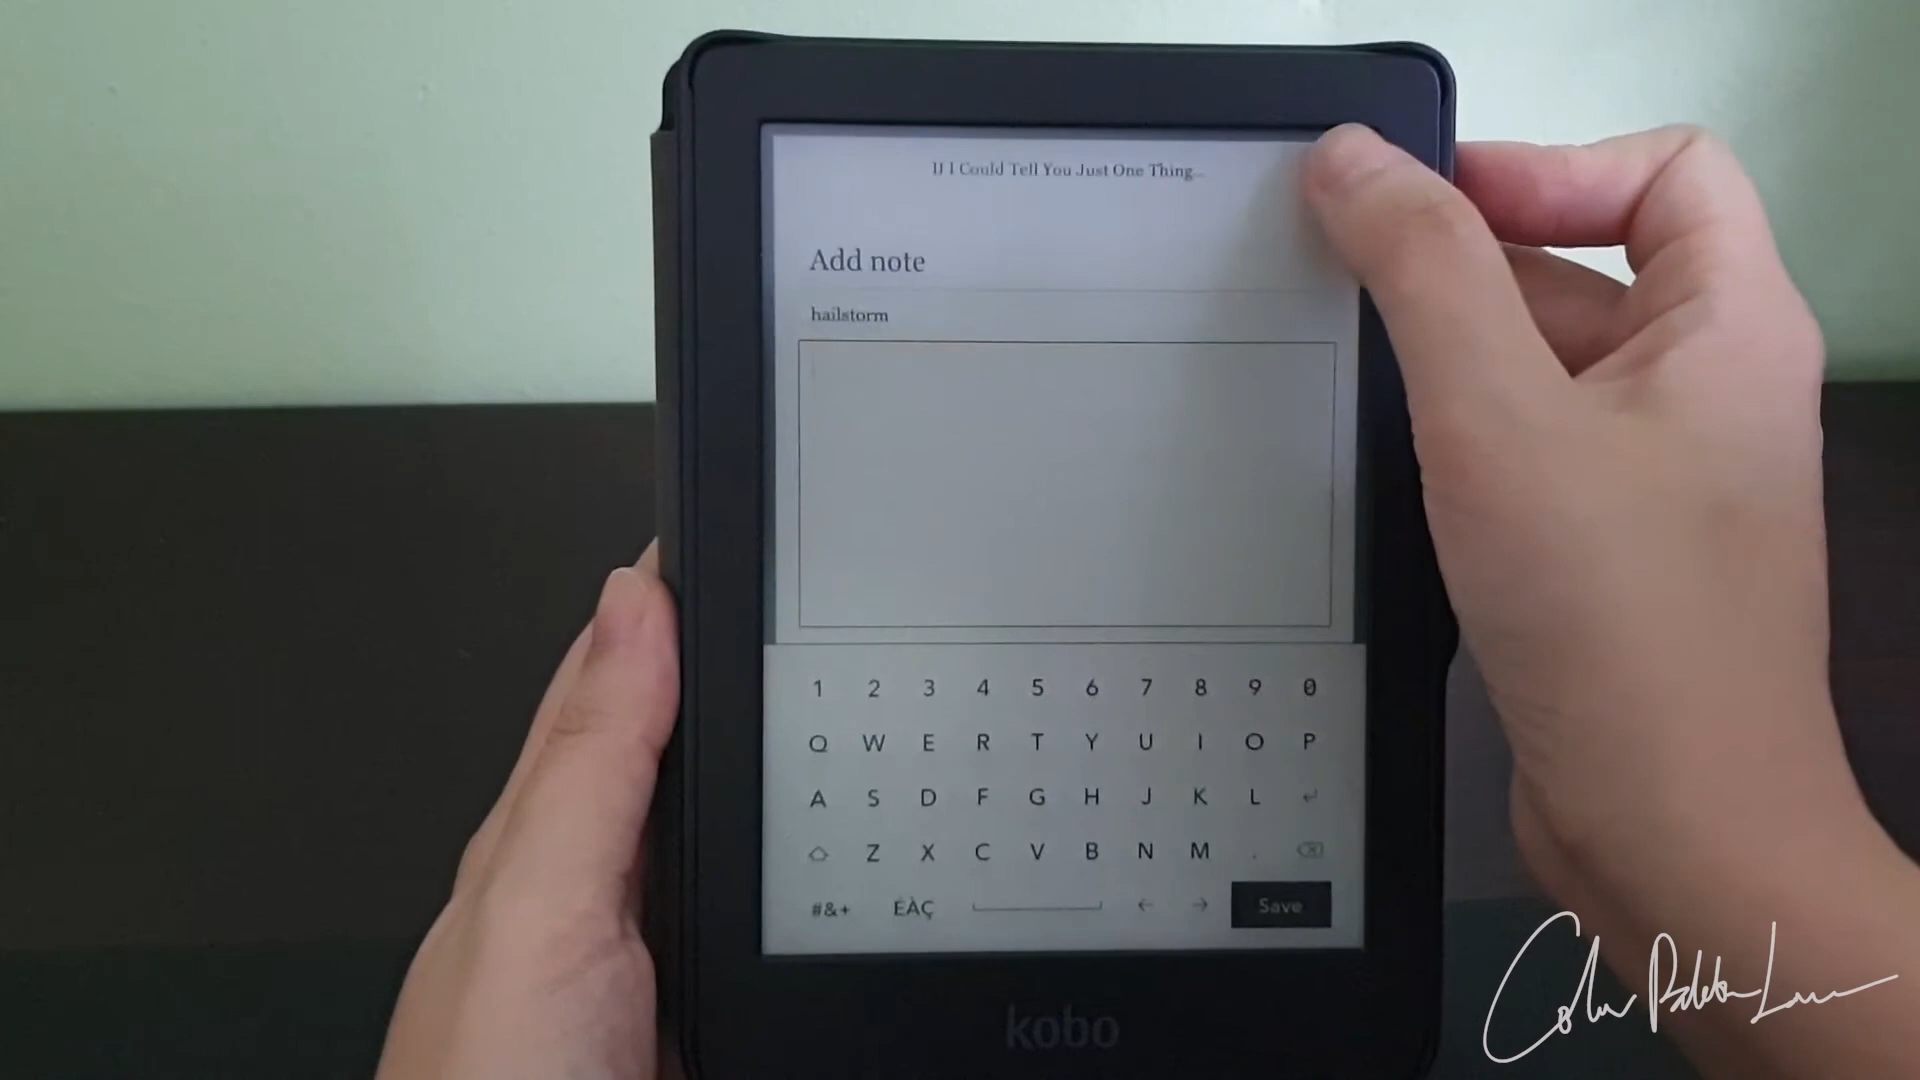 If I Could Tell You Just One Thing...
Add note
hailstorm
1 2 3 4 5 6 7 8 9 0
Q W E R T Y U I O P
A S D F G H J K L
Z X C V B N M .
#&+ ÉÀÇ ← → Save
kobo